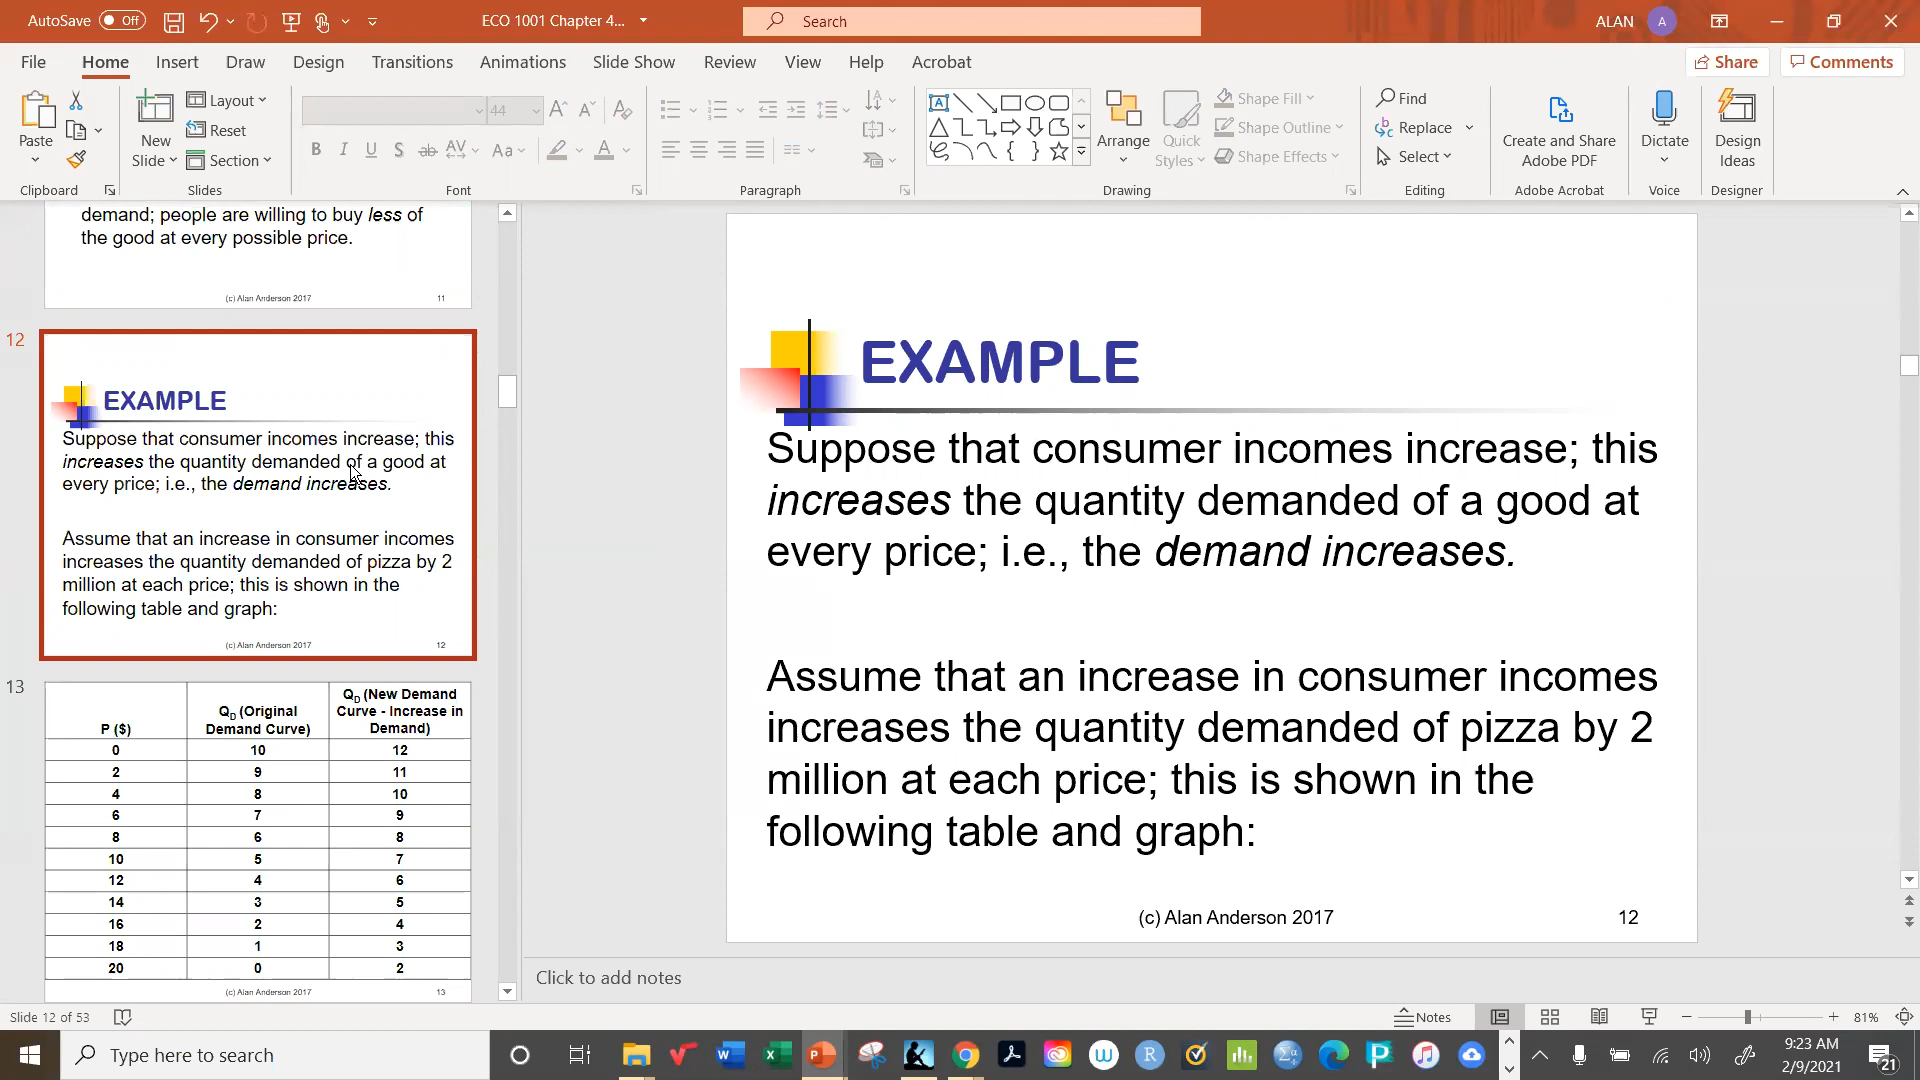 AutoSave Off
ECO 1001 Chapter 4...
Search
ALAN A
File Home Insert Draw Design Transitions Animations Slide Show Review View Help Acrobat
Share Comments
Paste
New Slide
Layout
Reset
Section
44
B I U S ab AV Aa A
Arrange
Quick Styles
Shape Fill
Shape Outline
Shape Effects
Find
Replace
Select
Create and Share Adobe PDF
Dictate
Design Ideas
Clipboard Slides Font Paragraph Drawing Editing Adobe Acrobat Voice Designer
demand; people are willing to buy less of
the good at every possible price.
(c) Alan Anderson 2017 11
12
EXAMPLE
Suppose that consumer incomes increase; this
increases the quantity demanded of a good at
every price; i.e., the demand increases.
Assume that an increase in consumer incomes
increases the quantity demanded of pizza by 2
million at each price; this is shown in the
following table and graph:
(c) Alan Anderson 2017 12
13
P ($) QD (Original Demand Curve) QD (New Demand Curve - Increase in Demand)
0 10 12
2 9 11
4 8 10
6 7 9
8 6 8
10 5 7
12 4 6
14 3 5
16 2 4
18 1 3
20 0 2
(c) Alan Anderson 2017 13
EXAMPLE
Suppose that consumer incomes increase; this
increases the quantity demanded of a good at
every price; i.e., the demand increases.
Assume that an increase in consumer incomes
increases the quantity demanded of pizza by 2
million at each price; this is shown in the
following table and graph:
(c) Alan Anderson 2017 12
Click to add notes
Slide 12 of 53
Notes
81%
Type here to search
9:23 AM
2/9/2021
21